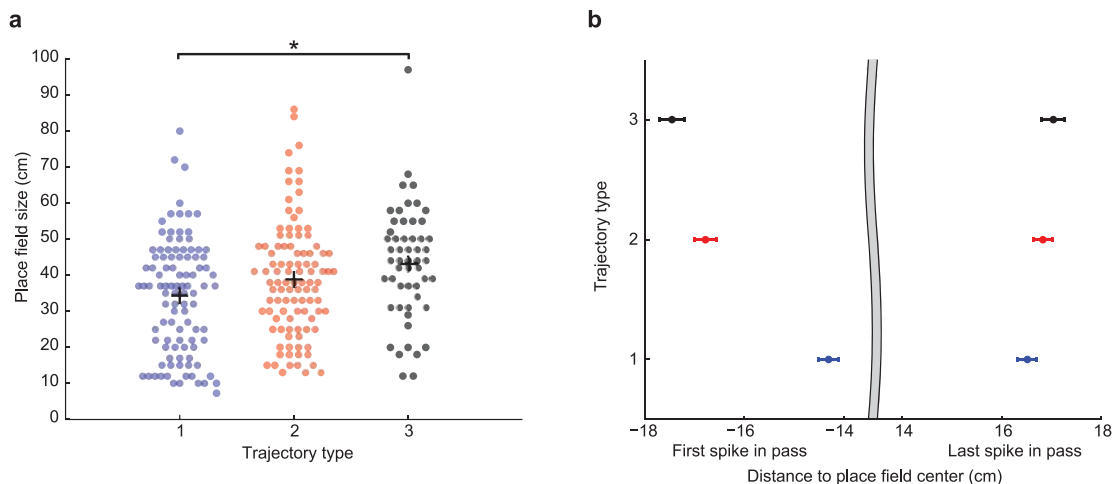 a
*
Place field size (cm)
100
90
80
70
60
50
40
30
20
10
0
1 2 3
Trajectory type
b
Trajectory type
3
2
1
−18 −16 −14 14 16 18
First spike in pass Last spike in pass
Distance to place field center (cm)